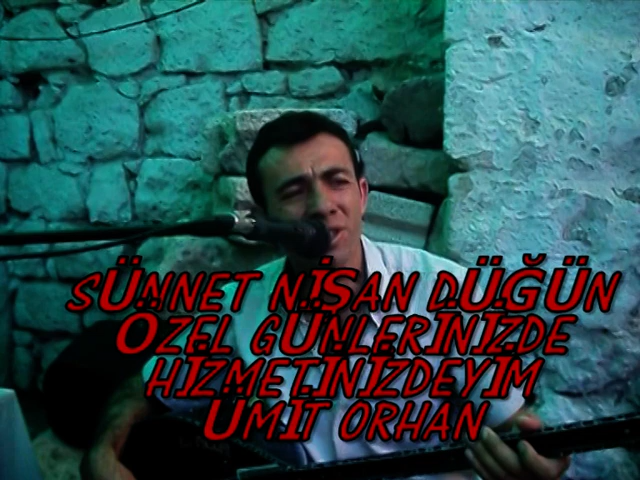 SÜNNET NİŞAN DÜĞÜN
ÖZEL GÜNLERİNİZDE
HİZMETİNİZDEYİM
ÜMİT ORHAN